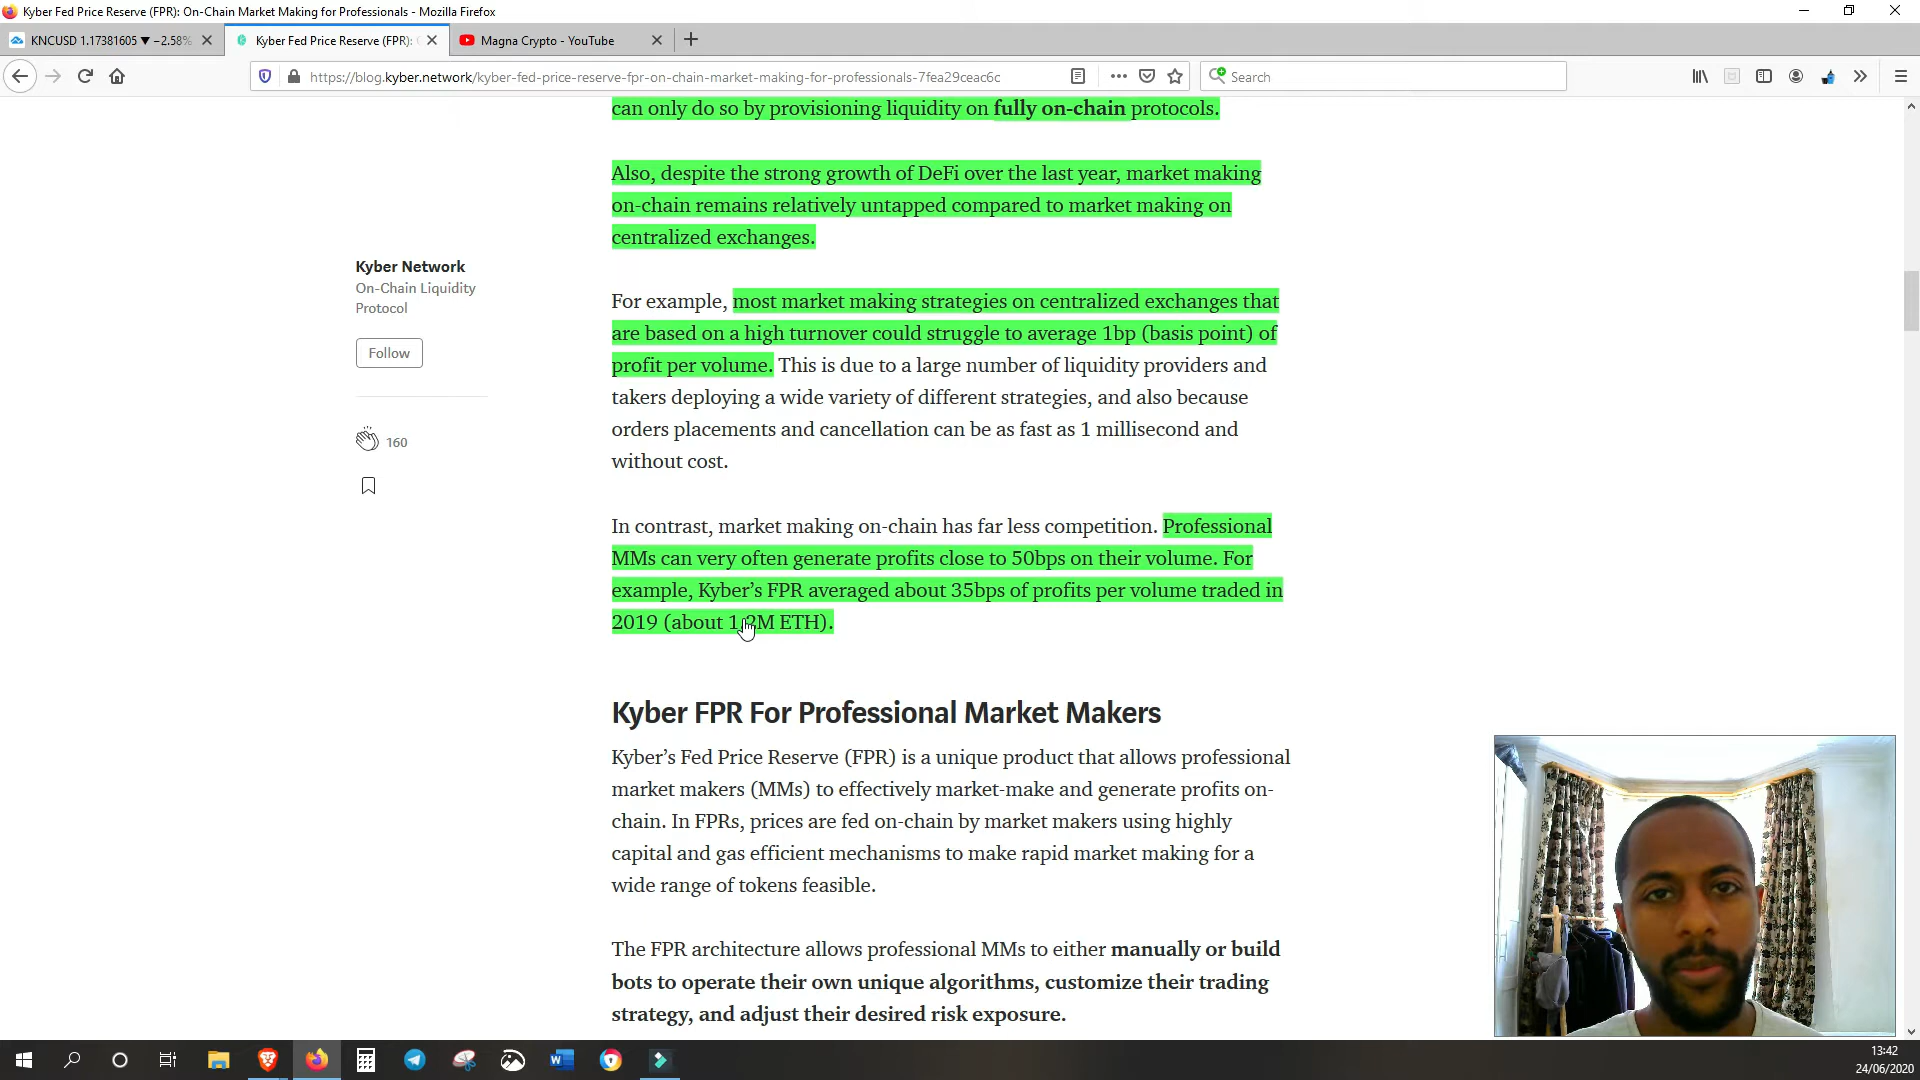 Kyber Fed Price Reserve (FPR): On-Chain Market Making for Professionals - Mozilla Firefox
KNCUSD 1.17381605 ▼ −2.58%
Kyber Fed Price Reserve (FPR):
Magna Crypto - YouTube
https://blog.kyber.network/kyber-fed-price-reserve-fpr-on-chain-market-making-for-professionals-7fea29ceac6c
Search
can only do so by provisioning liquidity on fully on-chain protocols.
Also, despite the strong growth of DeFi over the last year, market making
on-chain remains relatively untapped compared to market making on
centralized exchanges.
Kyber Network
On-Chain Liquidity
Protocol
Follow
160
For example, most market making strategies on centralized exchanges that
are based on a high turnover could struggle to average 1bp (basis point) of
profit per volume. This is due to a large number of liquidity providers and
takers deploying a wide variety of different strategies, and also because
orders placements and cancellation can be as fast as 1 millisecond and
without cost.
In contrast, market making on-chain has far less competition. Professional
MMs can very often generate profits close to 50bps on their volume. For
example, Kyber’s FPR averaged about 35bps of profits per volume traded in
2019 (about ETH).
Kyber FPR For Professional Market Makers
Kyber’s Fed Price Reserve (FPR) is a unique product that allows professional
market makers (MMs) to effectively market-make and generate profits on-
chain. In FPRs, prices are fed on-chain by market makers using highly
capital and gas efficient mechanisms to make rapid market making for a
wide range of tokens feasible.
The FPR architecture allows professional MMs to either manually or build
bots to operate their own unique algorithms, customize their trading
strategy, and adjust their desired risk exposure.
13:42
24/06/2020